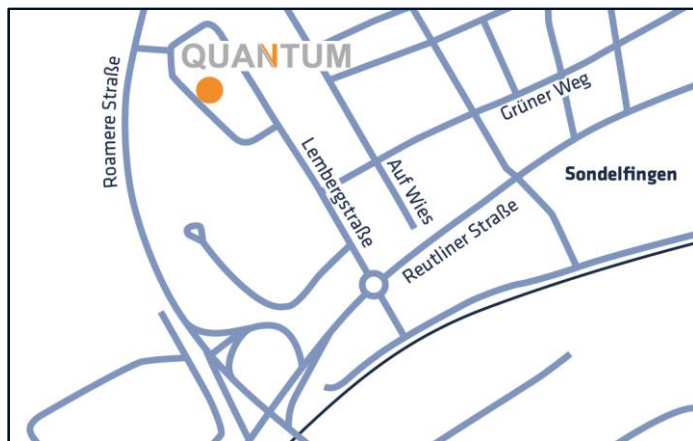 QUANTUM
Roamere Straße
Grüner Weg
Lembergstraße
Auf Wies
Sondelfingen
Reutliner Straße